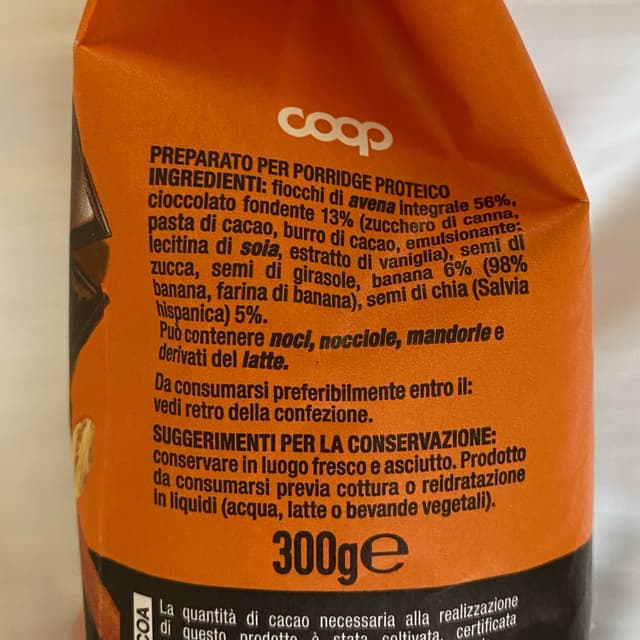 coop
PREPARATO PER PORRIDGE PROTEICO
INGREDIENTI: fiocchi di avena integrale 56%,
cioccolato fondente 13% (zucchero di canna,
pasta di cacao, burro di cacao, emulsionante:
lecitina di soia, estratto di vaniglia), semi di
zucca, semi di girasole, banana 6% (98%
banana, farina di banana), semi di chia (Salvia
hispanica) 5%.
Può contenere noci, nocciole, mandorle e
derivati del latte.
Da consumarsi preferibilmente entro il:
vedi retro della confezione.
SUGGERIMENTI PER LA CONSERVAZIONE:
conservare in luogo fresco e asciutto. Prodotto
da consumarsi previa cottura o reidratazione
in liquidi (acqua, latte o bevande vegetali).
300g℮
COA
La quantità di cacao necessaria alla realizzazione
di questo prodotto è stata coltivata, certificata